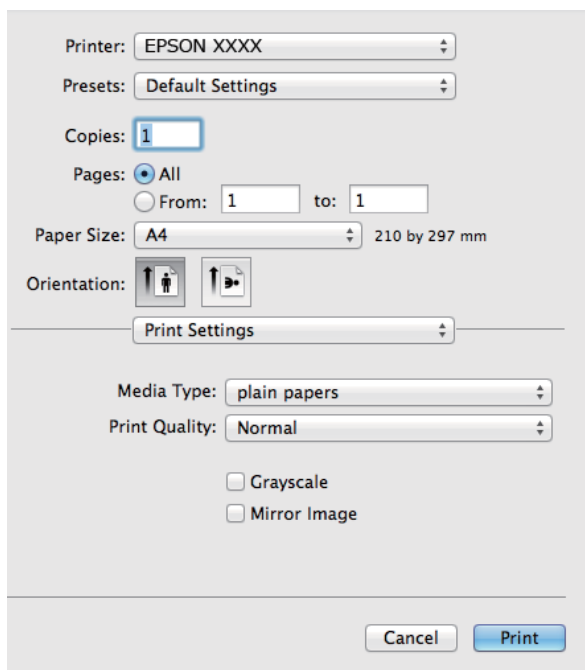 Printer: EPSON XXXX
Presets: Default Settings
Copies: 1
Pages: All
From: 1 to: 1
Paper Size: A4 210 by 297 mm
Orientation:
Print Settings
Media Type: plain papers
Print Quality: Normal
Grayscale
Mirror Image
Cancel Print